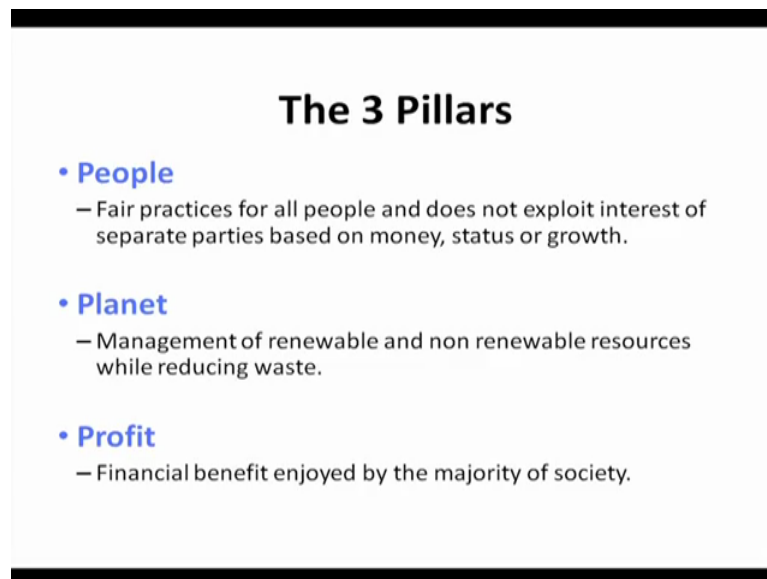 The 3 Pillars
• People
– Fair practices for all people and does not exploit interest of
separate parties based on money, status or growth.
• Planet
– Management of renewable and non renewable resources
while reducing waste.
• Profit
– Financial benefit enjoyed by the majority of society.